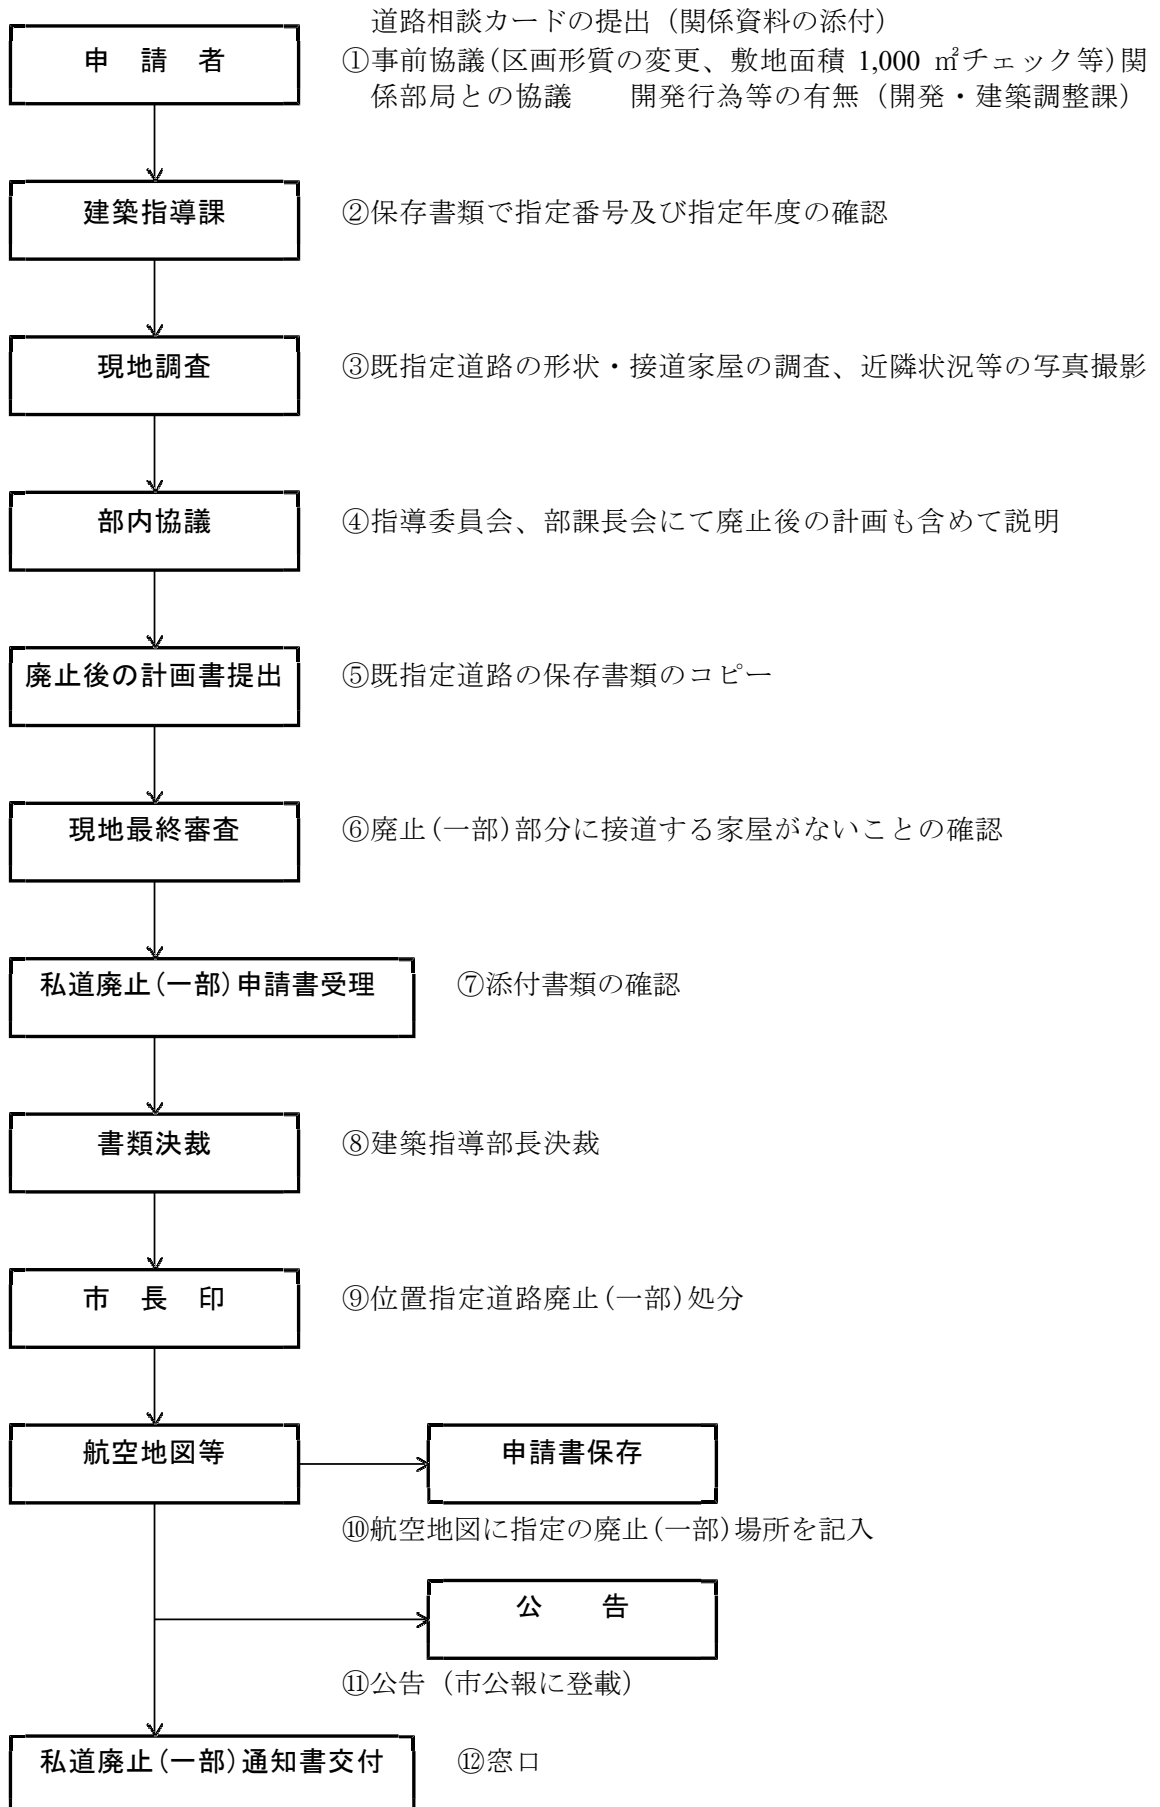 道路相談カードの提出（関係資料の添付）
申　請　者
①事前協議(区画形質の変更、敷地面積 1,000 ㎡チェック等)関
係部局との協議　　開発行為等の有無（開発・建築調整課）
建築指導課
②保存書類で指定番号及び指定年度の確認
現地調査
③既指定道路の形状・接道家屋の調査、近隣状況等の写真撮影
部内協議
④指導委員会、部課長会にて廃止後の計画も含めて説明
廃止後の計画書提出
⑤既指定道路の保存書類のコピー
現地最終審査
⑥廃止(一部)部分に接道する家屋がないことの確認
私道廃止(一部)申請書受理
⑦添付書類の確認
書類決裁
⑧建築指導部長決裁
市　長　印
⑨位置指定道路廃止(一部)処分
航空地図等
申請書保存
⑩航空地図に指定の廃止(一部)場所を記入
公　　告
⑪公告（市公報に登載）
私道廃止(一部)通知書交付
⑫窓口